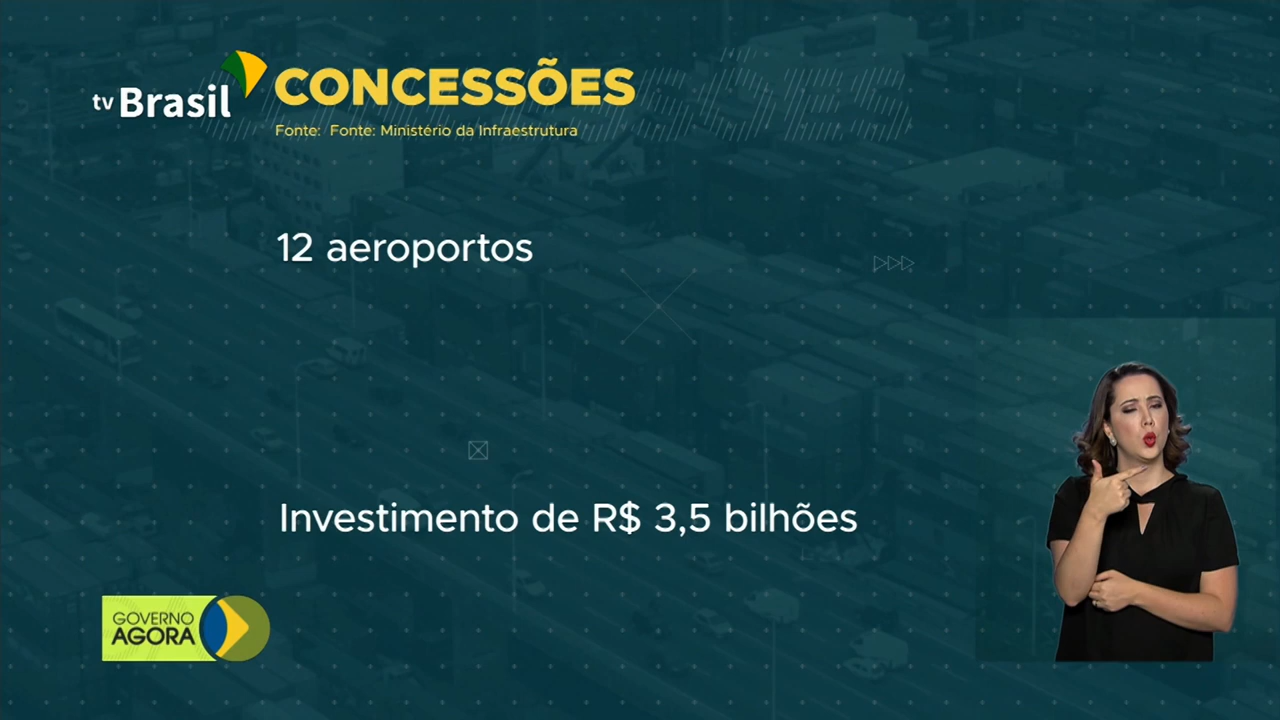 tv Brasil
CONCESSÕES
Fonte: Fonte: Ministério da Infraestrutura
12 aeroportos
Investimento de R$ 3,5 bilhões
GOVERNO
AGORA